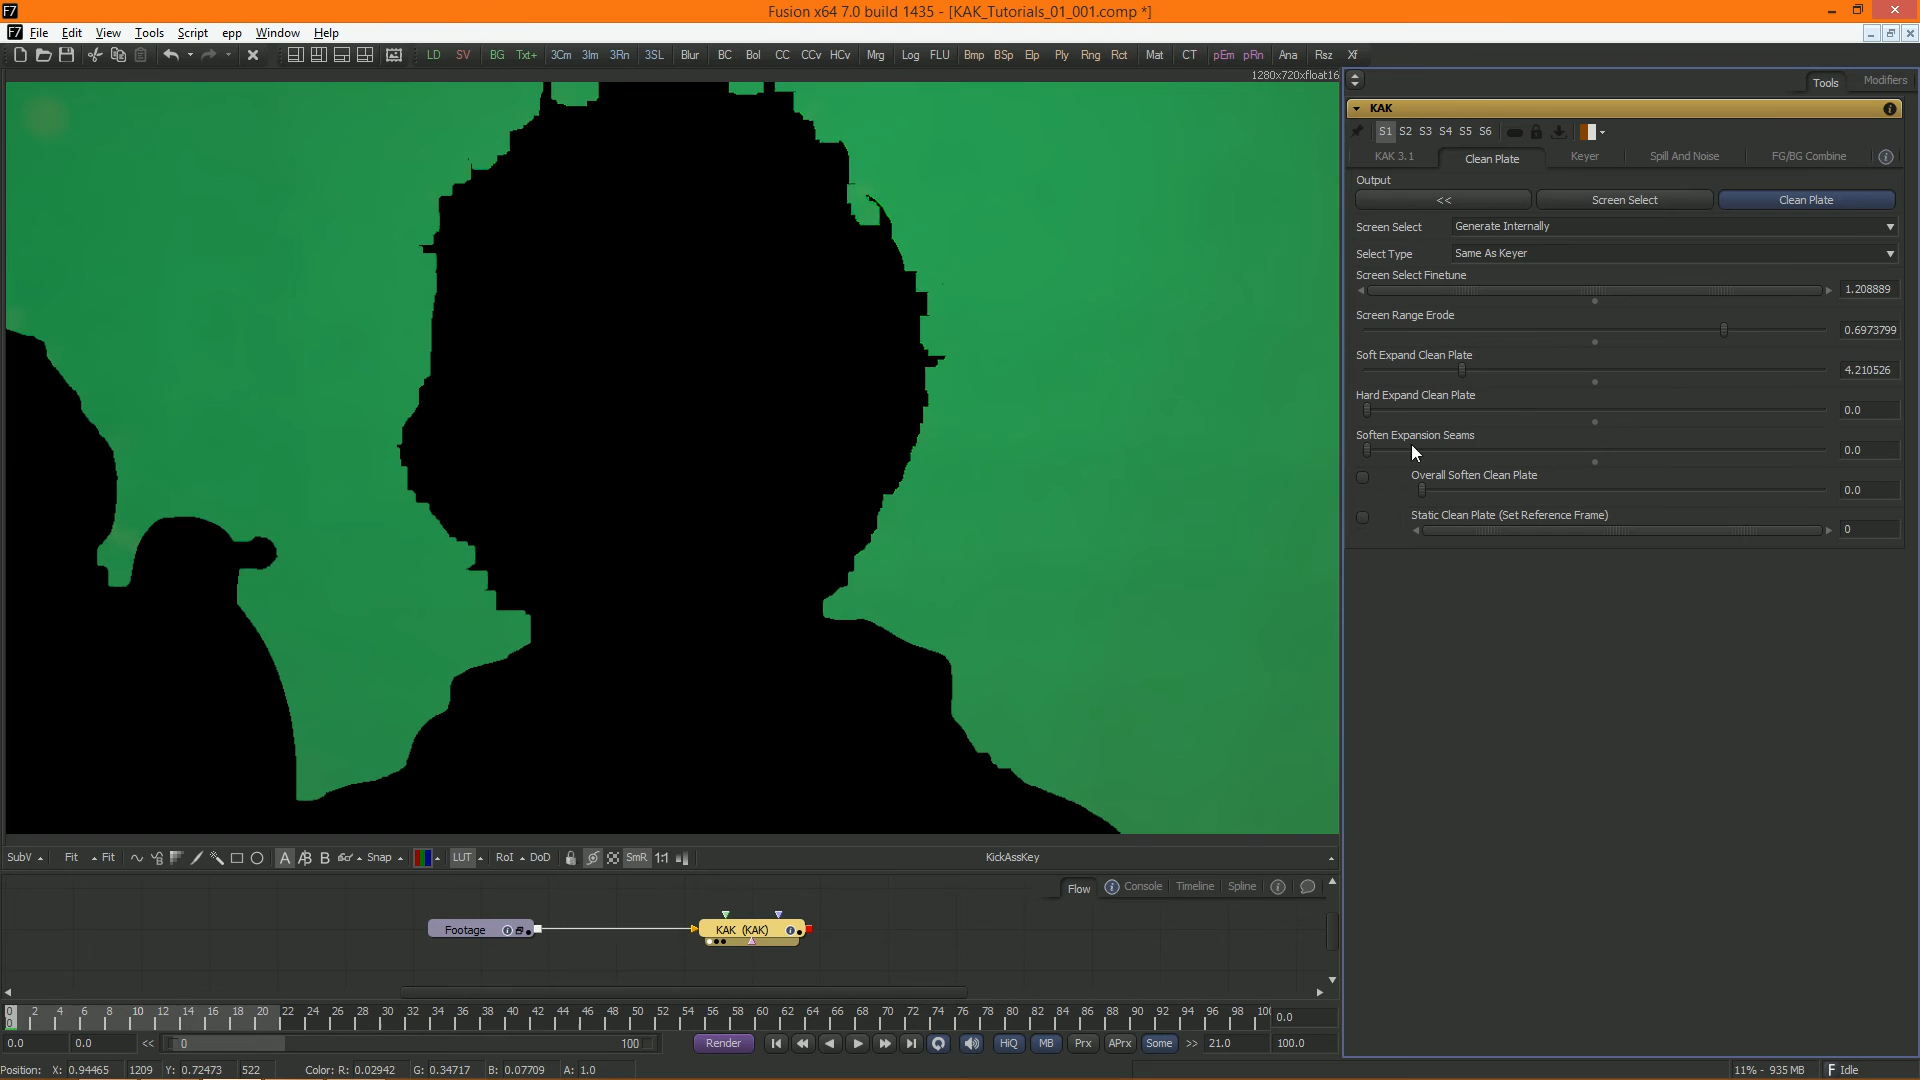 F7 Fusion x64 7.0 build 1435 - [KAK_Tutorials_01_001.comp *]
F7 File Edit View Tools Script epp Window Help
LD SV BG Txt+ 3Cm 3Im 3Rn 3SL Blur BC Bol CC CCv HCv Mrg Log FLU Bmp BSp Elp Ply Rng Rct Mat CT pEm pRn Ana Rsz Xf
1280x720xfloat16
Tools Modifiers
KAK
S1 S2 S3 S4 S5 S6
KAK 3.1 Clean Plate Keyer Spill And Noise FG/BG Combine
Output
<< Screen Select Clean Plate
Screen Select Generate Internally
Select Type Same As Keyer
Screen Select Finetune
1.208889
Screen Range Erode
0.6973799
Soft Expand Clean Plate
4.210526
Hard Expand Clean Plate
0.0
Soften Expansion Seams
0.0
Overall Soften Clean Plate
0.0
Static Clean Plate (Set Reference Frame)
0
SubV Fit Fit A B Snap LUT RoI DoD SmR 1:1 KickAssKey
Flow Console Timeline Spline
Footage KAK (KAK)
0 2 4 6 8 10 12 14 16 18 20 22 24 26 28 30 32 34 36 38 40 42 44 46 48 50 52 54 56 58 60 62 64 66 68 70 72 74 76 78 80 82 84 86 88 90 92 94 96 98 100
0.0
0
0.0 0.0 << 0 100 Render HiQ MB Prx APrx Some >> 21.0 100.0
Position: X: 0.94465 1209 Y: 0.72473 522 Color: R: 0.02942 G: 0.34717 B: 0.07709 A: 1.0 11% - 935 MB F Idle